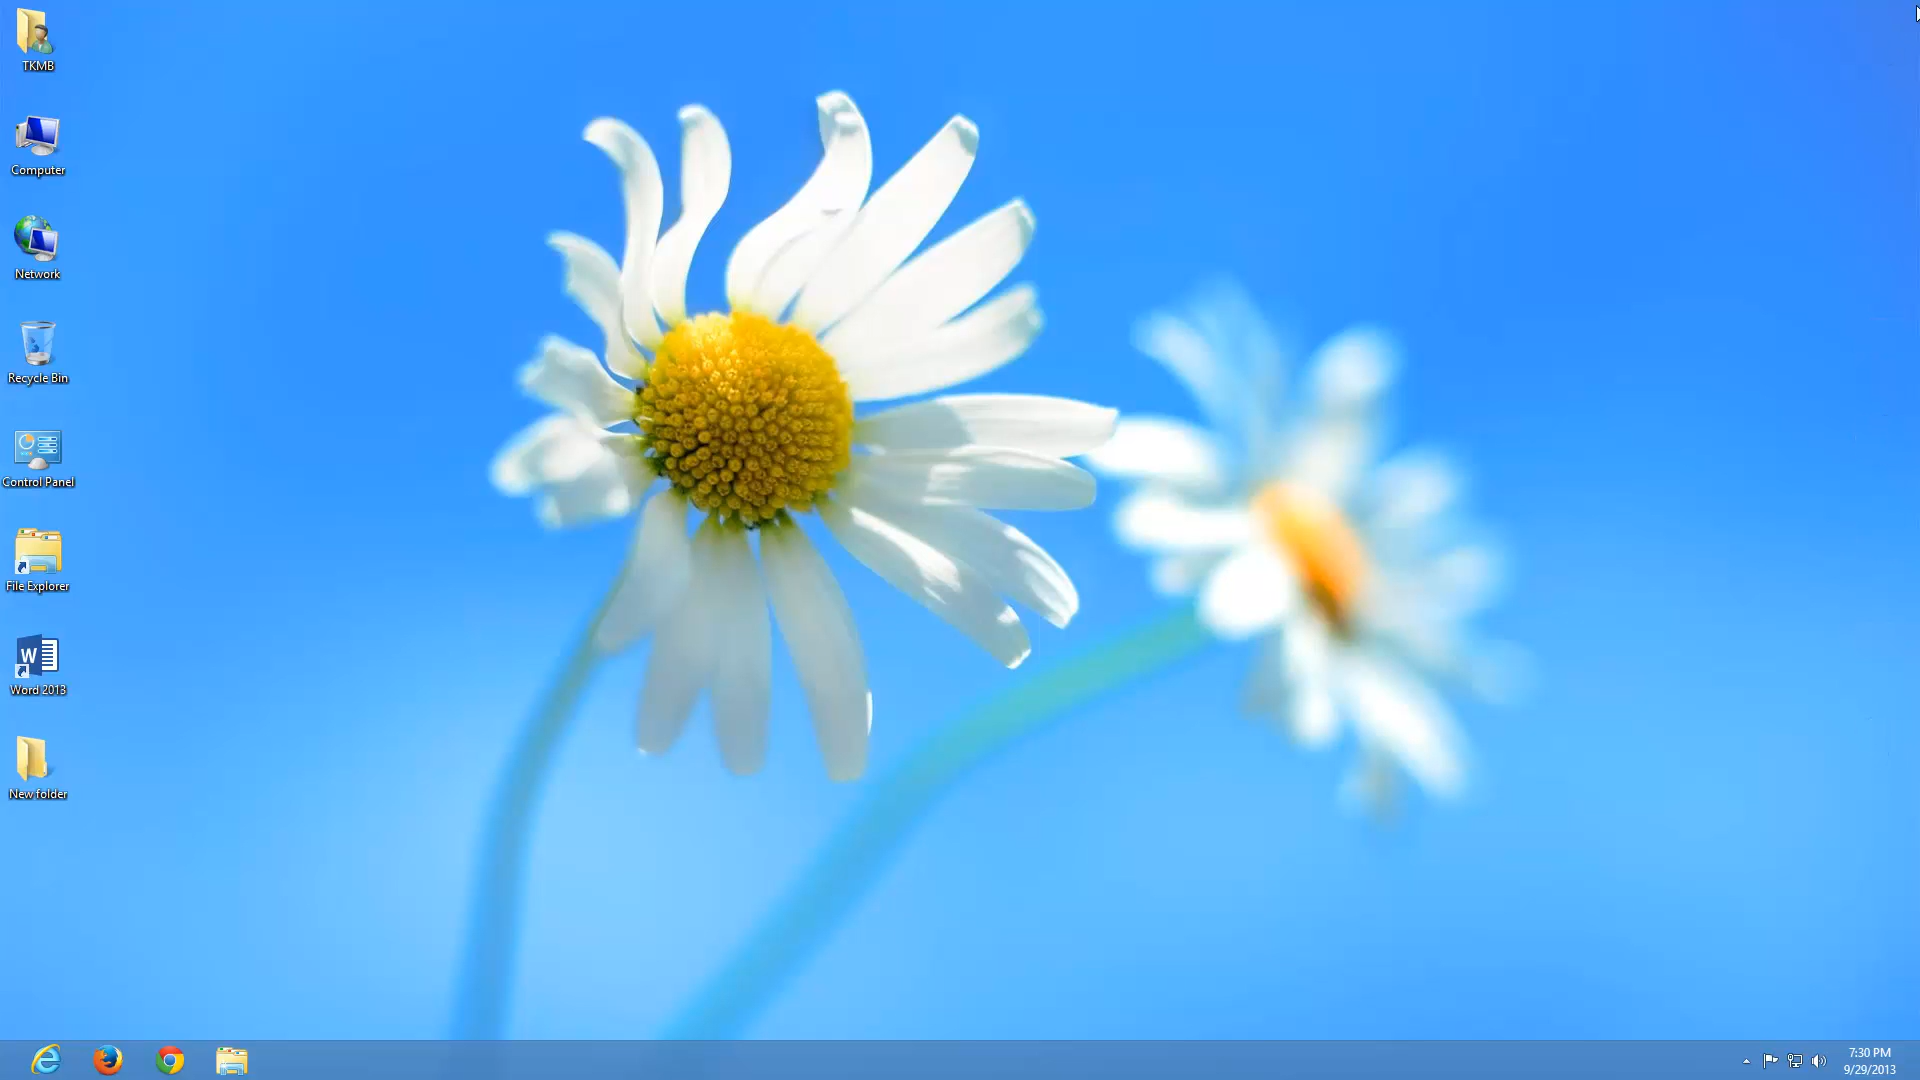 TKMB
Computer
Network
Recycle Bin
Control Panel
File Explorer
W
Word 2013
New folder
7:30 PM
9/29/2013